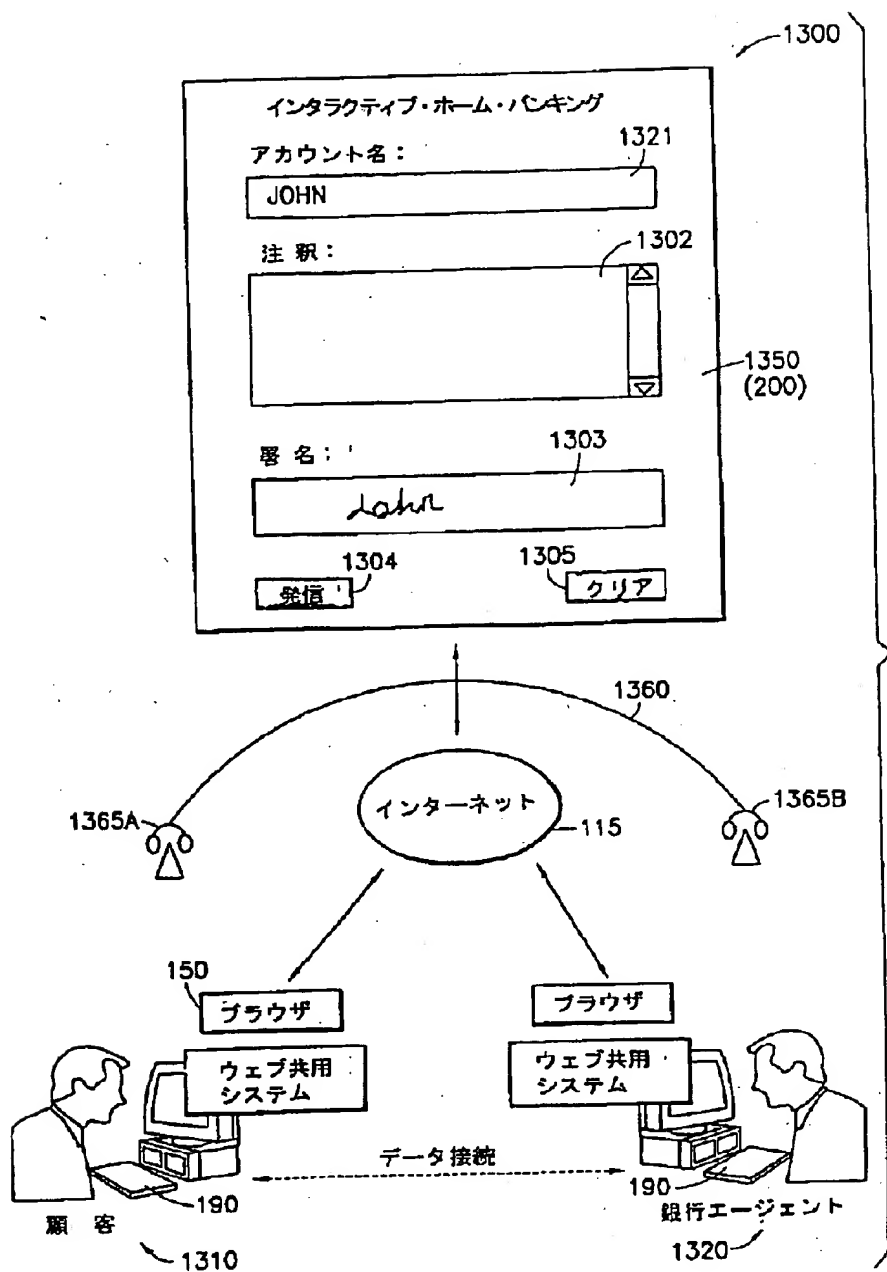 1300
インタラクティブ・ホーム・バンキング
アカウント名：
1321
JOHN
注釈：
1302
1350
(200)
署名：
1303
John
1304
1305
発信
クリア
1360
インターネット
115
1365A
1365B
150
ブラウザ
ブラウザ
ウェブ共用
システム
ウェブ共用
システム
データ接続
190
190
顧客
銀行エージェント
1310
1320